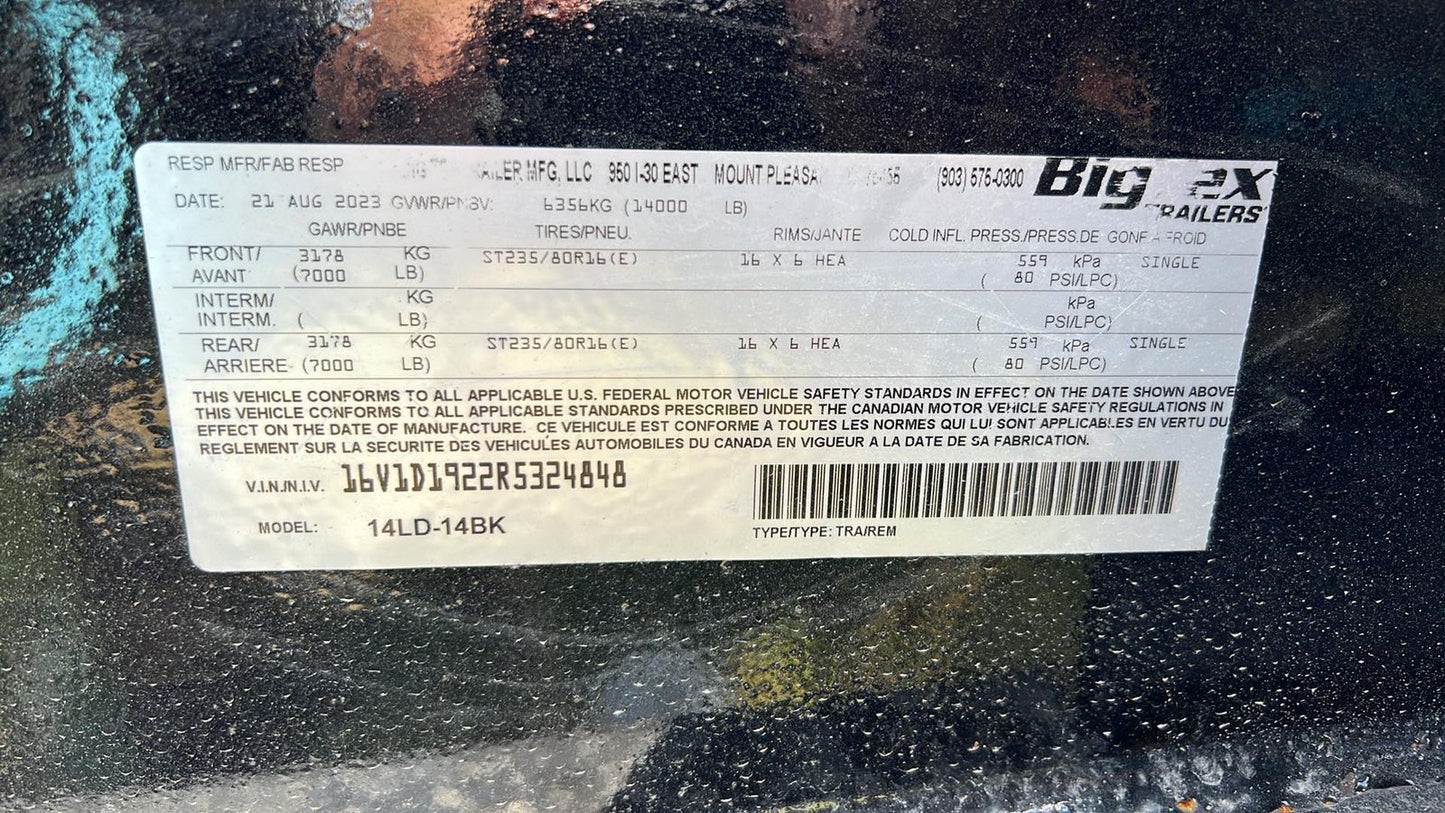 RESP MFR/FAB RESP MFG, LLC 950 I-30 EAST MOUNT (903) 575-0300 Big
TRAILERS
DATE: 21 AUG 2023 6356KG (14000 LB)
GAWR/PNBE TIRES/PNEU. RIMS/JANTE COLD INFL. PRESS./PRESS.DE GONF A FROID
FRONT/ 3178 KG ST235/80R16(E) 16 X 6 HEA 559 kPa SINGLE
AVANT (7000 LB) ( 80 PSI/LPC)
INTERM/ KG kPa
INTERM. ( LB) ( PSI/LPC)
REAR/ 3178 KG ST235/80R16(E) 16 X 6 HEA 559 kPa SINGLE
ARRIERE (7000 LB) ( 80 PSI/LPC)
THIS VEHICLE CONFORMS TO ALL APPLICABLE U.S. FEDERAL MOTOR VEHICLE SAFETY STANDARDS IN EFFECT ON THE DATE SHOWN ABOVE
THIS VEHICLE CONFORMS TO ALL APPLICABLE STANDARDS PRESCRIBED UNDER THE CANADIAN MOTOR VEHICLE SAFETY REGULATIONS IN
EFFECT ON THE DATE OF MANUFACTURE. CE VEHICULE EST CONFORME A TOUTES LES NORMES QUI LUI SONT APPLICABLES EN VERTU DU
REGLEMENT SUR LA SECURITE DES VEHICULES AUTOMOBILES DU CANADA EN VIGUEUR A LA DATE DE SA FABRICATION.
V.I.N./N.I.V. 16V1D1922R5324848
MODEL: 14LD-14BK TYPE/TYPE: TRA/REM